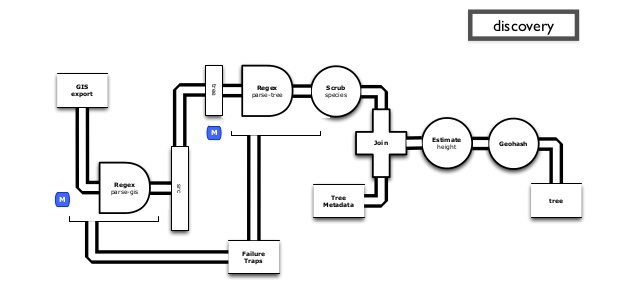 discovery
GIS
export
tree
Regex
parse-tree
Scrub
species
M
Join
Estimate
height
Geohash
Regex
parse-gis
src
M
Tree
Metadata
tree
Failure
Traps